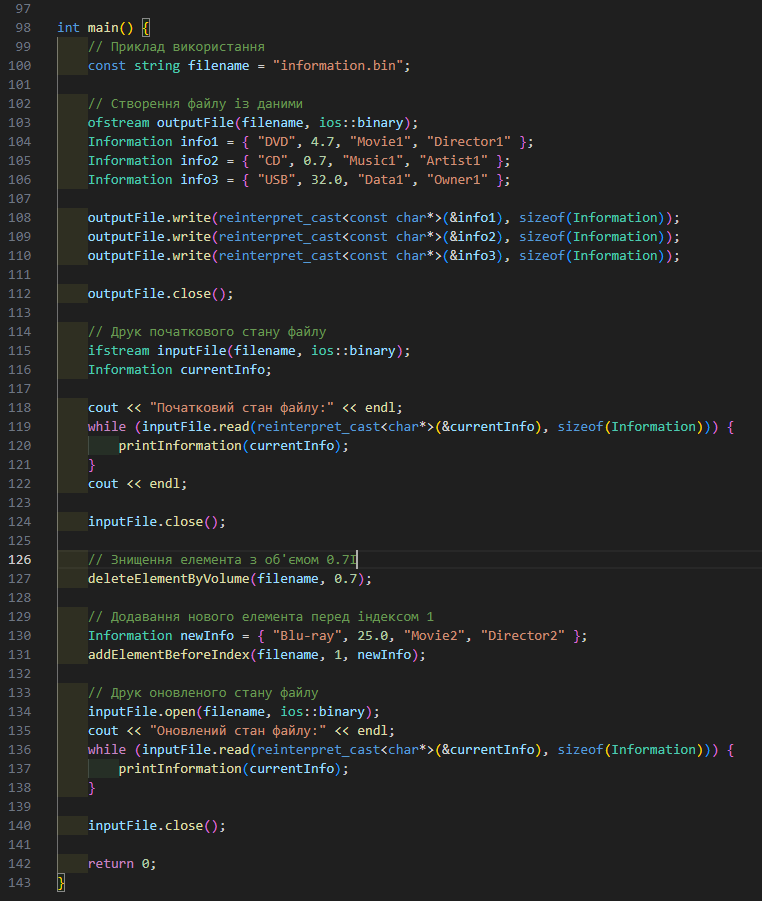 97
98 int main() {
99 // Приклад використання
100 const string filename = "information.bin";
101
102 // Створення файлу із даними
103 ofstream outputFile(filename, ios::binary);
104 Information info1 = { "DVD", 4.7, "Movie1", "Director1" };
105 Information info2 = { "CD", 0.7, "Music1", "Artist1" };
106 Information info3 = { "USB", 32.0, "Data1", "Owner1" };
107
108 outputFile.write(reinterpret_cast<const char*>(&info1), sizeof(Information));
109 outputFile.write(reinterpret_cast<const char*>(&info2), sizeof(Information));
110 outputFile.write(reinterpret_cast<const char*>(&info3), sizeof(Information));
111
112 outputFile.close();
113
114 // Друк початкового стану файлу
115 ifstream inputFile(filename, ios::binary);
116 Information currentInfo;
117
118 cout << "Початковий стан файлу:" << endl;
119 while (inputFile.read(reinterpret_cast<char*>(&currentInfo), sizeof(Information))) {
120 printInformation(currentInfo);
121 }
122 cout << endl;
123
124 inputFile.close();
125
126 // Знищення елемента з об'ємом 0.7І
127 deleteElementByVolume(filename, 0.7);
128
129 // Додавання нового елемента перед індексом 1
130 Information newInfo = { "Blu-ray", 25.0, "Movie2", "Director2" };
131 addElementBeforeIndex(filename, 1, newInfo);
132
133 // Друк оновленого стану файлу
134 inputFile.open(filename, ios::binary);
135 cout << "Оновлений стан файлу:" << endl;
136 while (inputFile.read(reinterpret_cast<char*>(&currentInfo), sizeof(Information))) {
137 printInformation(currentInfo);
138 }
139
140 inputFile.close();
141
142 return 0;
143 }